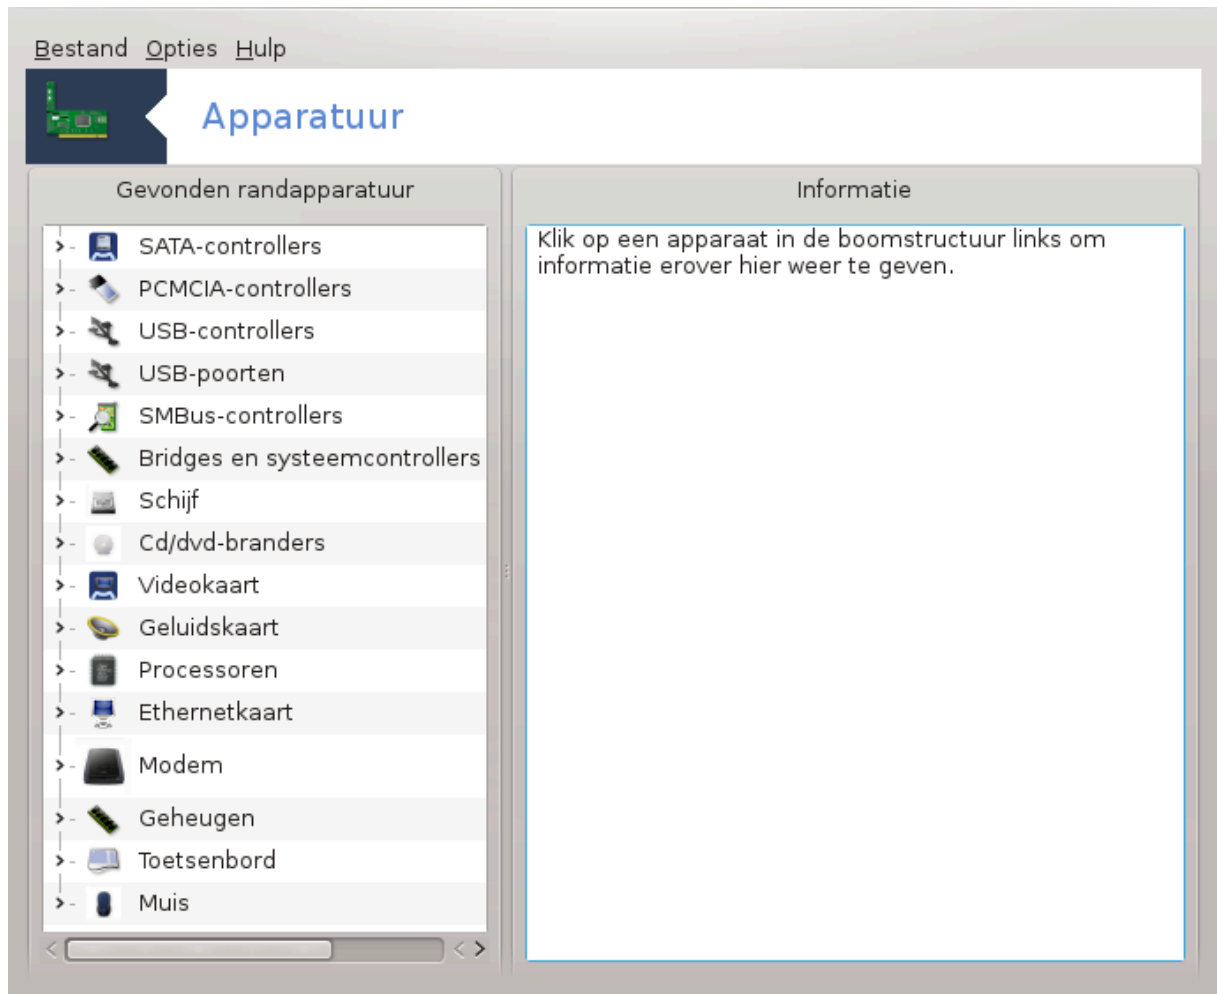 Bestand Opties Hulp
Apparatuur
Gevonden randapparatuur
SATA-controllers
PCMCIA-controllers
USB-controllers
USB-poorten
SMBus-controllers
Bridges en systeemcontrollers
Schijf
Cd/dvd-branders
Videokaart
Geluidskaart
Processoren
Ethernetkaart
Modem
Geheugen
Toetsenbord
Muis
Informatie
Klik op een apparaat in de boomstructuur links om
informatie erover hier weer te geven.